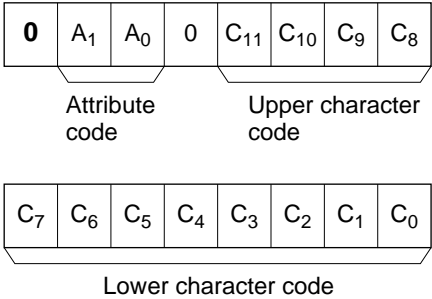 0 A₁ A₀ 0 C₁₁ C₁₀ C₉ C₈
Attribute Upper character
code code
C₇ C₆ C₅ C₄ C₃ C₂ C₁ C₀
Lower character code